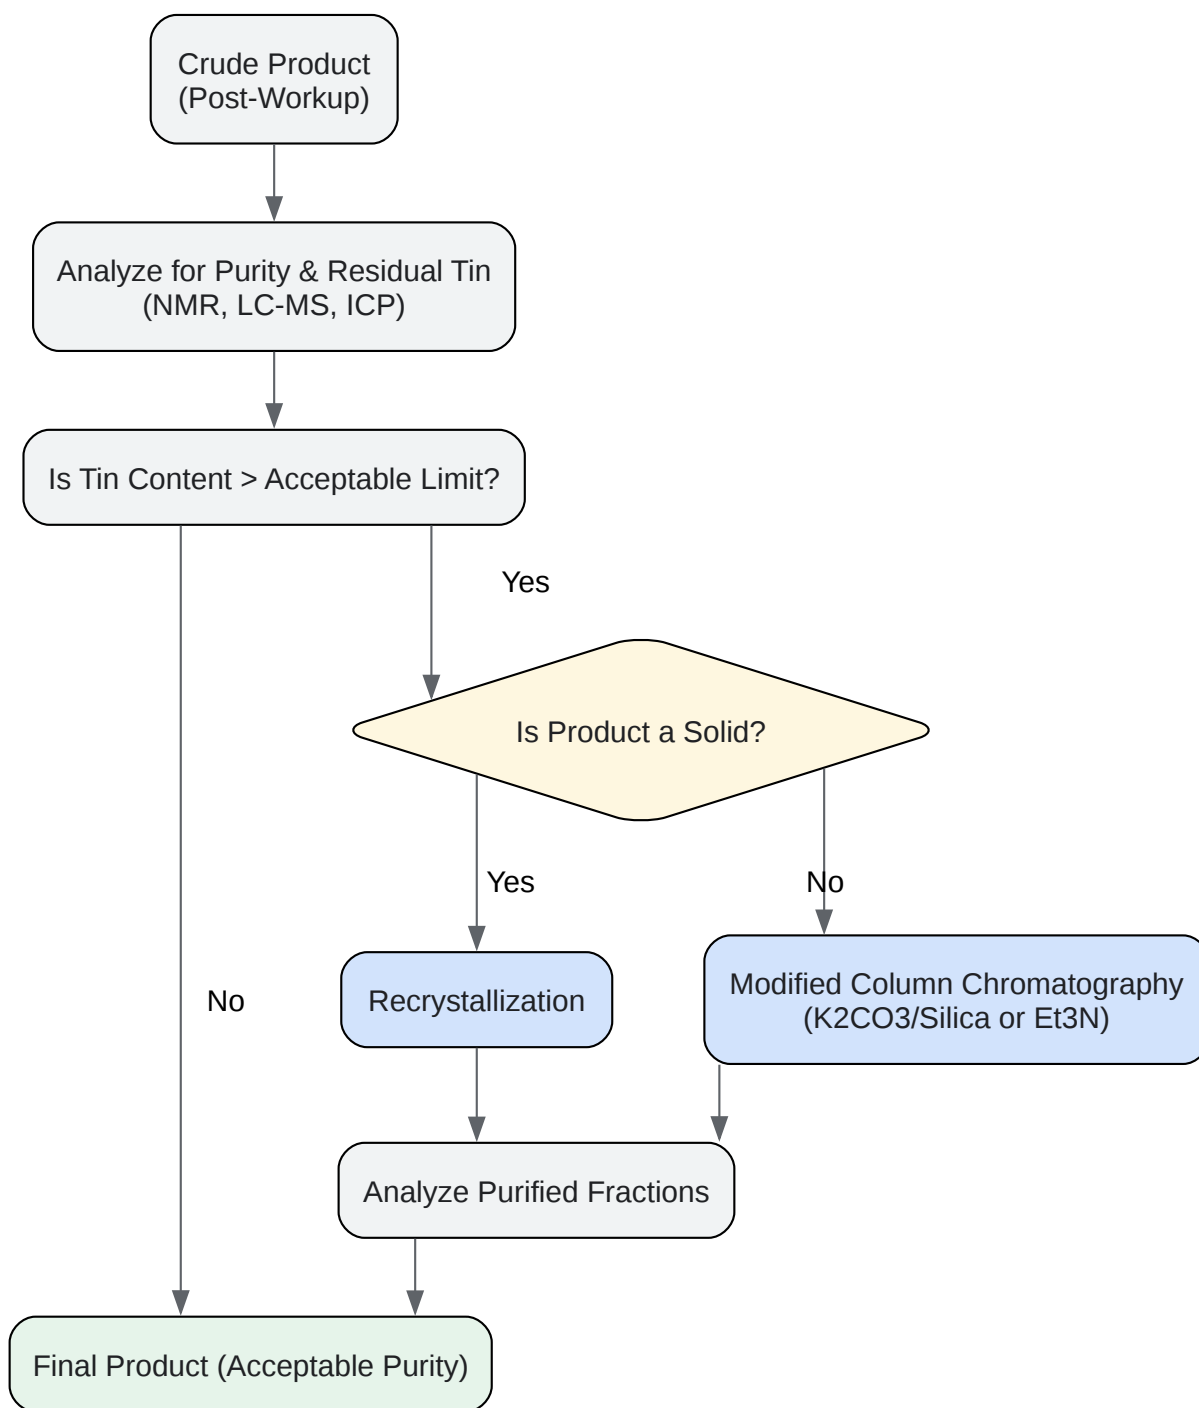 Crude Product
(Post-Workup)
Analyze for Purity & Residual Tin
(NMR, LC-MS, ICP)
Is Tin Content > Acceptable Limit?
Yes
Is Product a Solid?
Yes
No
Recrystallization
Modified Column Chromatography
(K2CO3/Silica or Et3N)
No
Analyze Purified Fractions
Final Product (Acceptable Purity)